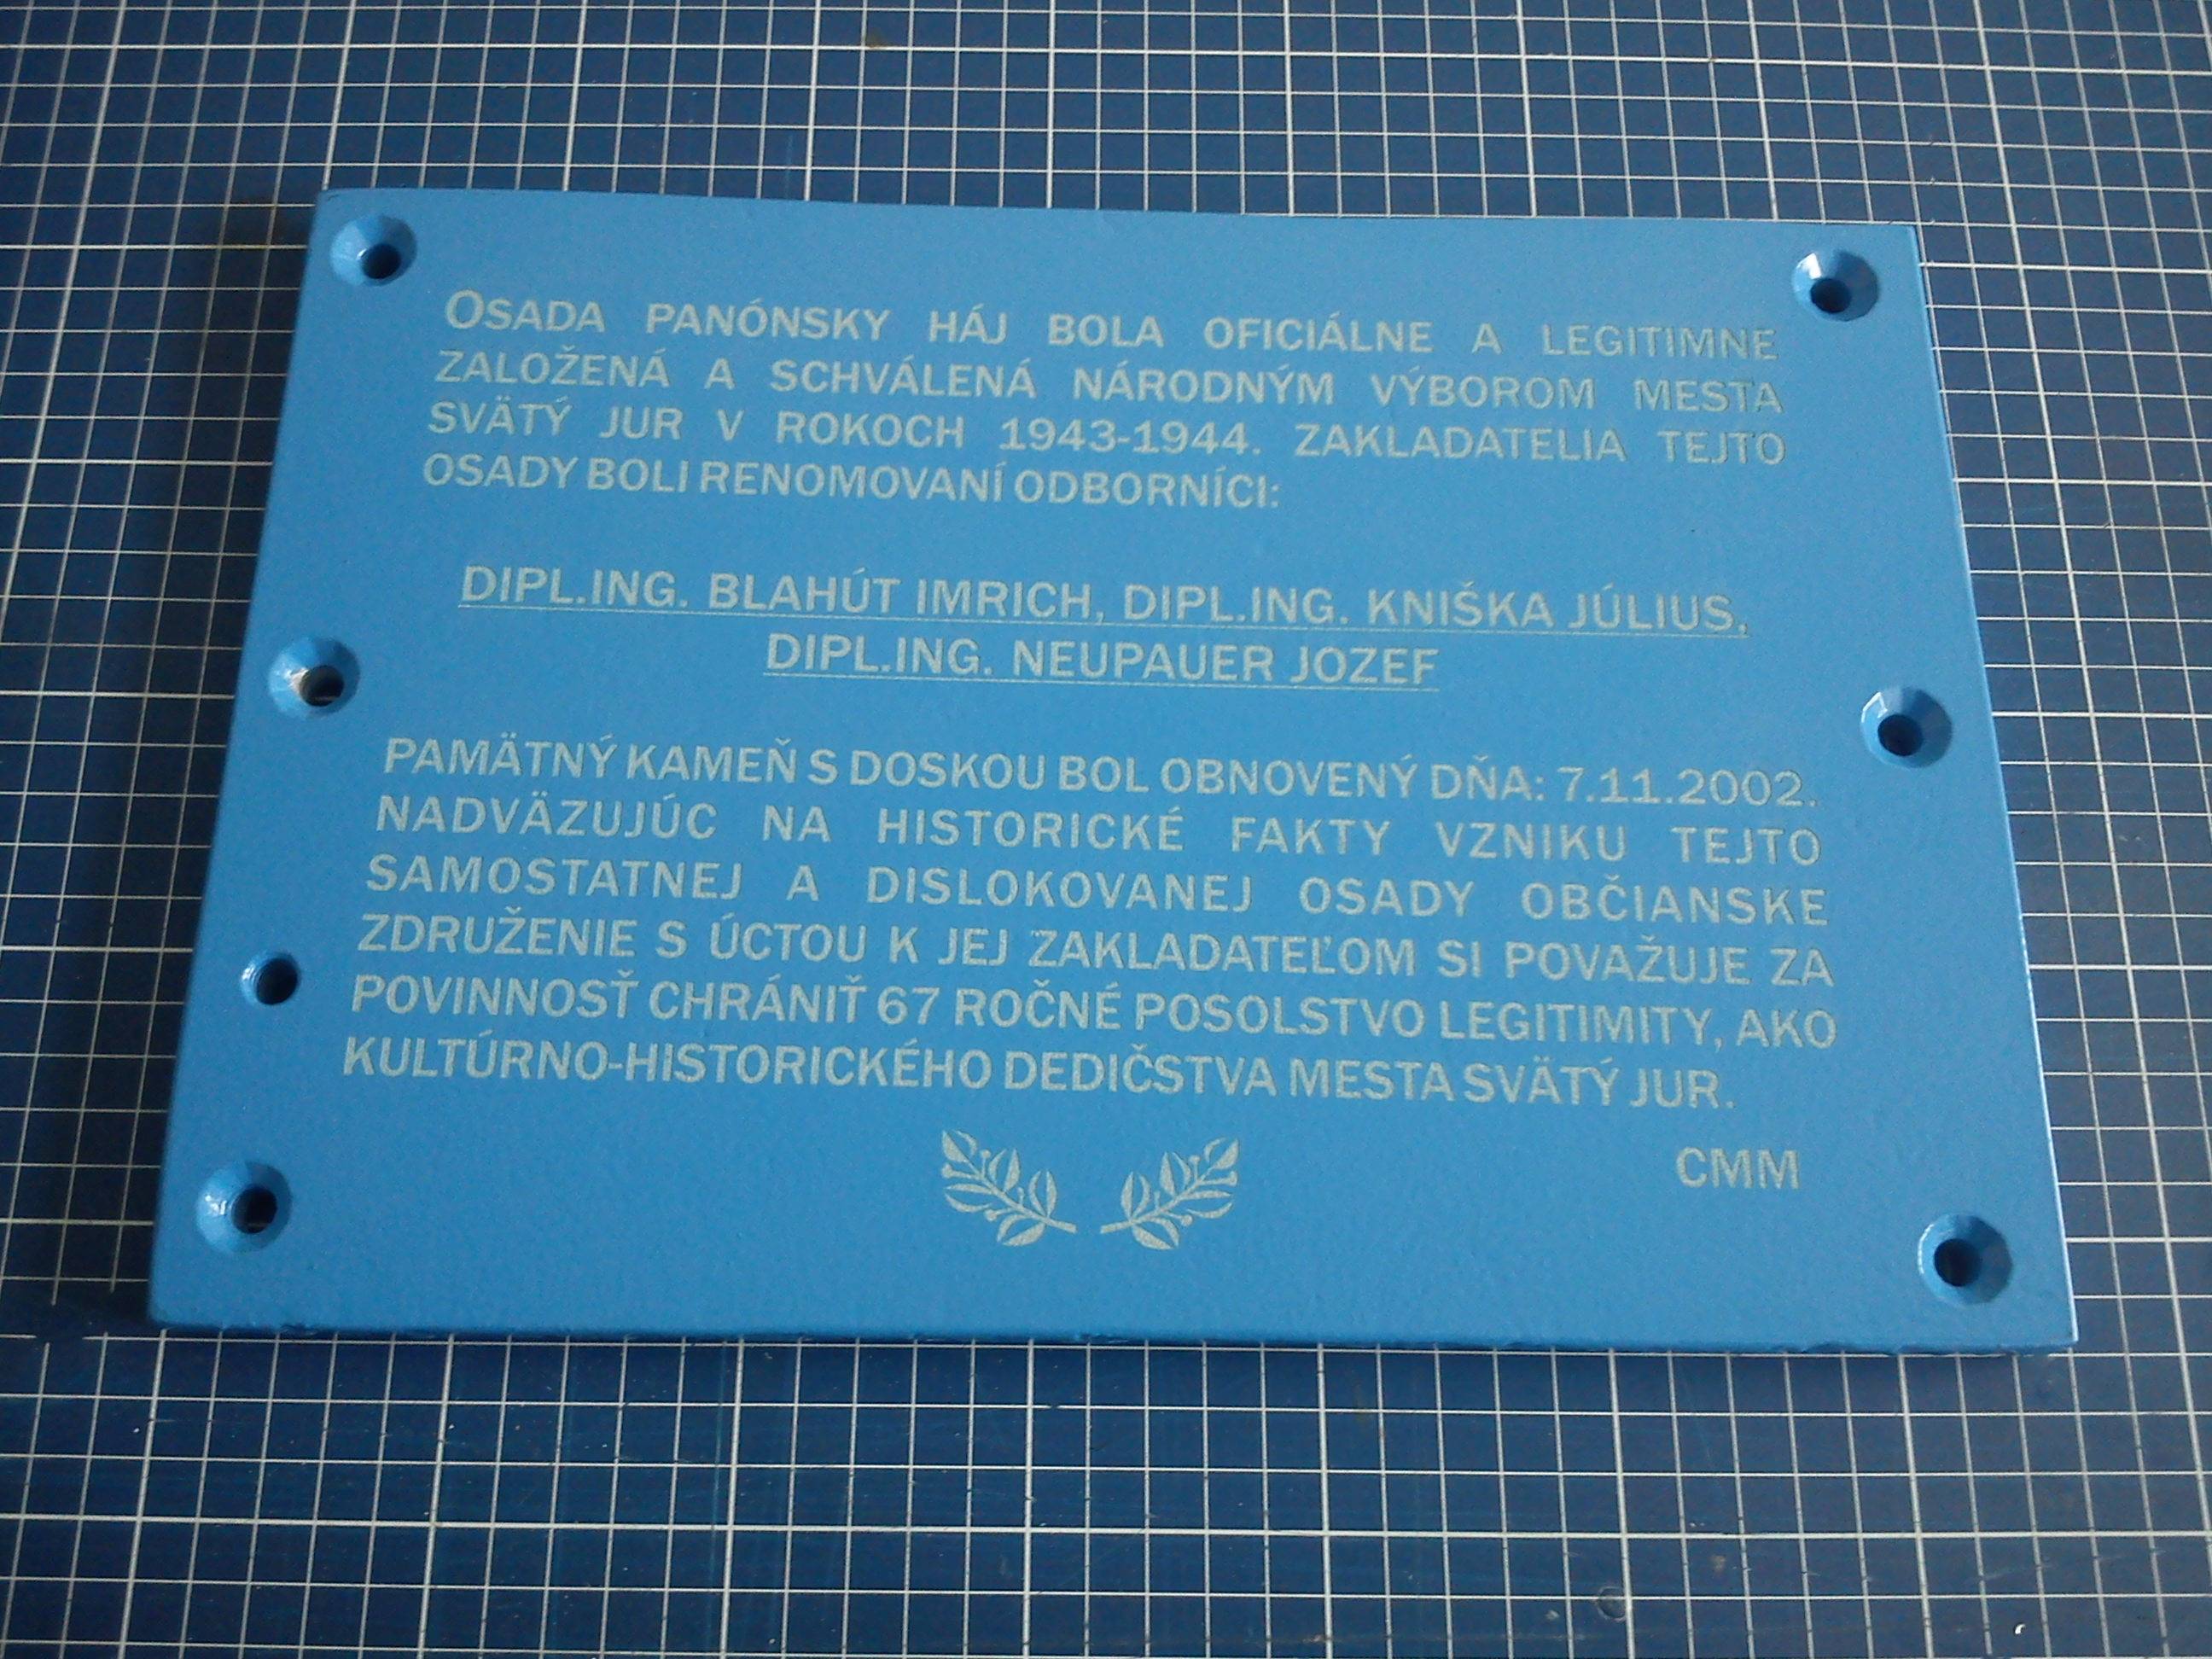 OSADA PANÓNSKY HÁJ BOLA OFICIÁLNE A LEGITIMNE
ZALOŽENÁ A SCHVÁLENÁ NÁRODNÝM VÝBOROM MESTA
SVÄTÝ JUR V ROKOCH 1943-1944. ZAKLADATELIA TEJTO
OSADY BOLI RENOMOVANÍ ODBORNÍCI:
DIPL.ING. BLAHÚT IMRICH, DIPL.ING. KNIŠKA JÚLIUS,
DIPL.ING. NEUPAUER JOZEF
PAMÄTNÝ KAMEŇ S DOSKOU BOL OBNOVENÝ DŇA: 7.11.2002.
NADVÄZUJÚC NA HISTORICKÉ FAKTY VZNIKU TEJTO
SAMOSTATNEJ A DISLOKOVANEJ OSADY OBČIANSKE
ZDRUŽENIE S ÚCTOU K JEJ ZAKLADATEĽOM SI POVAŽUJE ZA
POVINNOSŤ CHRÁNIŤ 67 ROČNÉ POSOLSTVO LEGITIMITY, AKO
KULTÚRNO-HISTORICKÉHO DEDIČSTVA MESTA SVÄTÝ JUR.
CMM